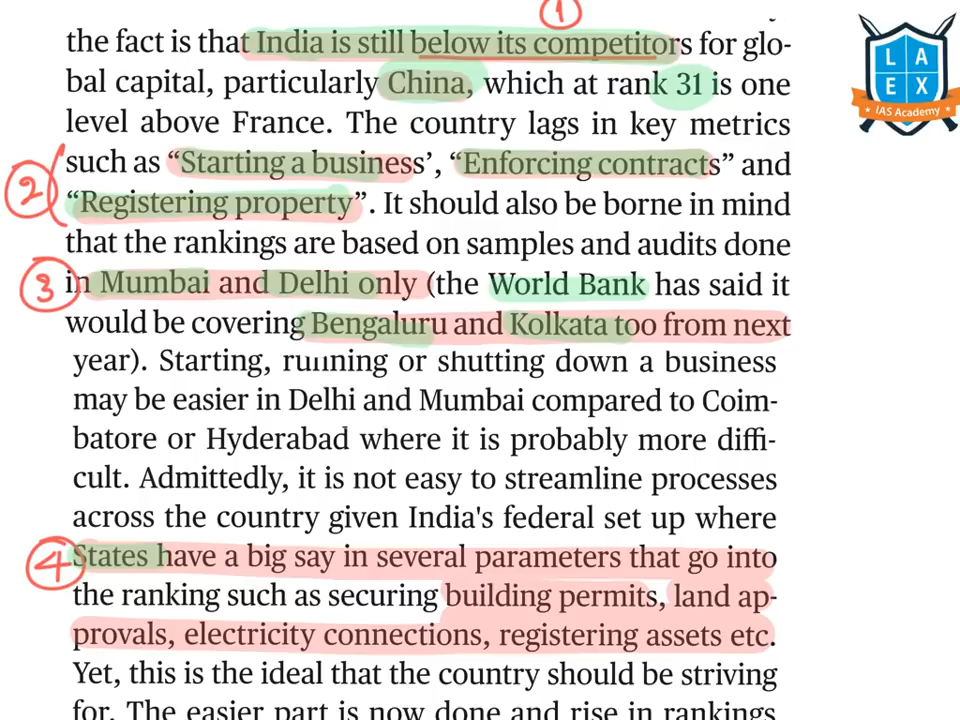 ①
the fact is that India is still below its competitors for glo-
bal capital, particularly China, which at rank 31 is one
level above France. The country lags in key metrics
② such as “Starting a business’, “Enforcing contracts” and
“Registering property”. It should also be borne in mind
that the rankings are based on samples and audits done
③ in Mumbai and Delhi only (the World Bank has said it
would be covering Bengaluru and Kolkata too from next
year). Starting, running or shutting down a business
may be easier in Delhi and Mumbai compared to Coim-
batore or Hyderabad where it is probably more diffi-
cult. Admittedly, it is not easy to streamline processes
across the country given India's federal set up where
④ States have a big say in several parameters that go into
the ranking such as securing building permits, land ap-
provals, electricity connections, registering assets etc.
Yet, this is the ideal that the country should be striving
for. The easier part is now done and rise in rankings
LA
EX
IAS Academy